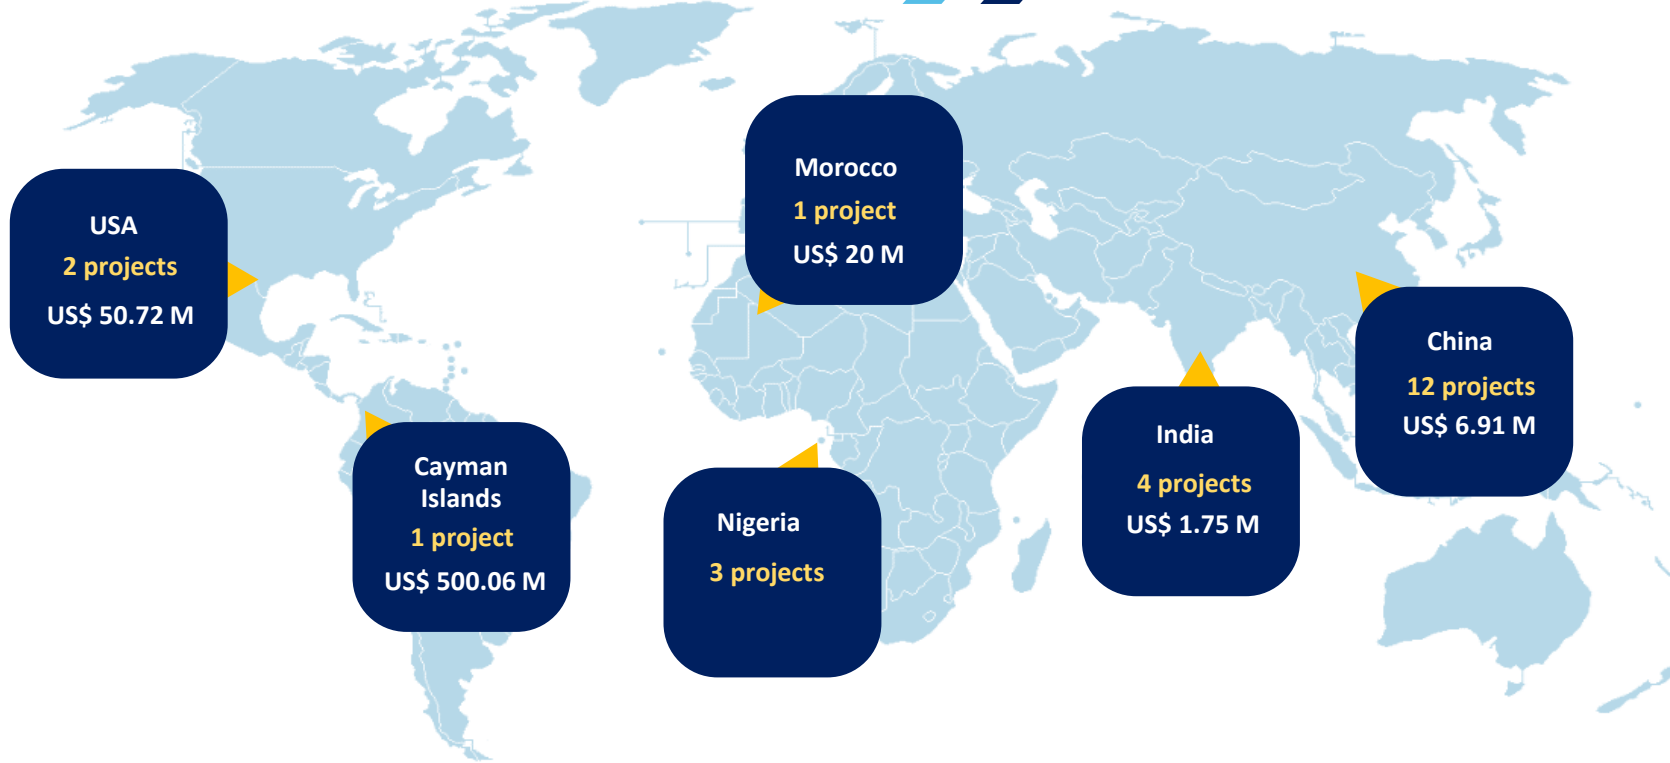 USA
2 projects
US$ 50.72 M
Morocco
1 project
US$ 20 M
Cayman
Islands
1 project
US$ 500.06 M
Nigeria
3 projects
India
4 projects
US$ 1.75 M
China
12 projects
US$ 6.91 M